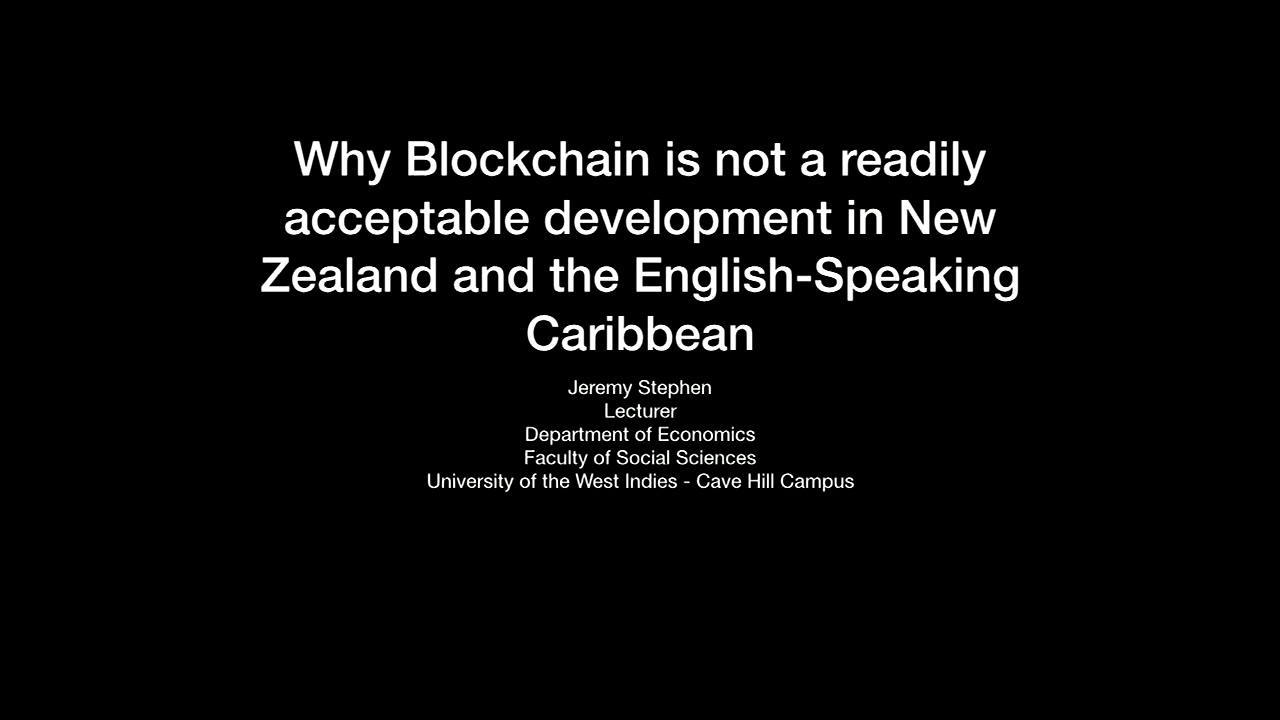 Why Blockchain is not a readily
acceptable development in New
Zealand and the English-Speaking
Caribbean
Jeremy Stephen
Lecturer
Department of Economics
Faculty of Social Sciences
University of the West Indies - Cave Hill Campus